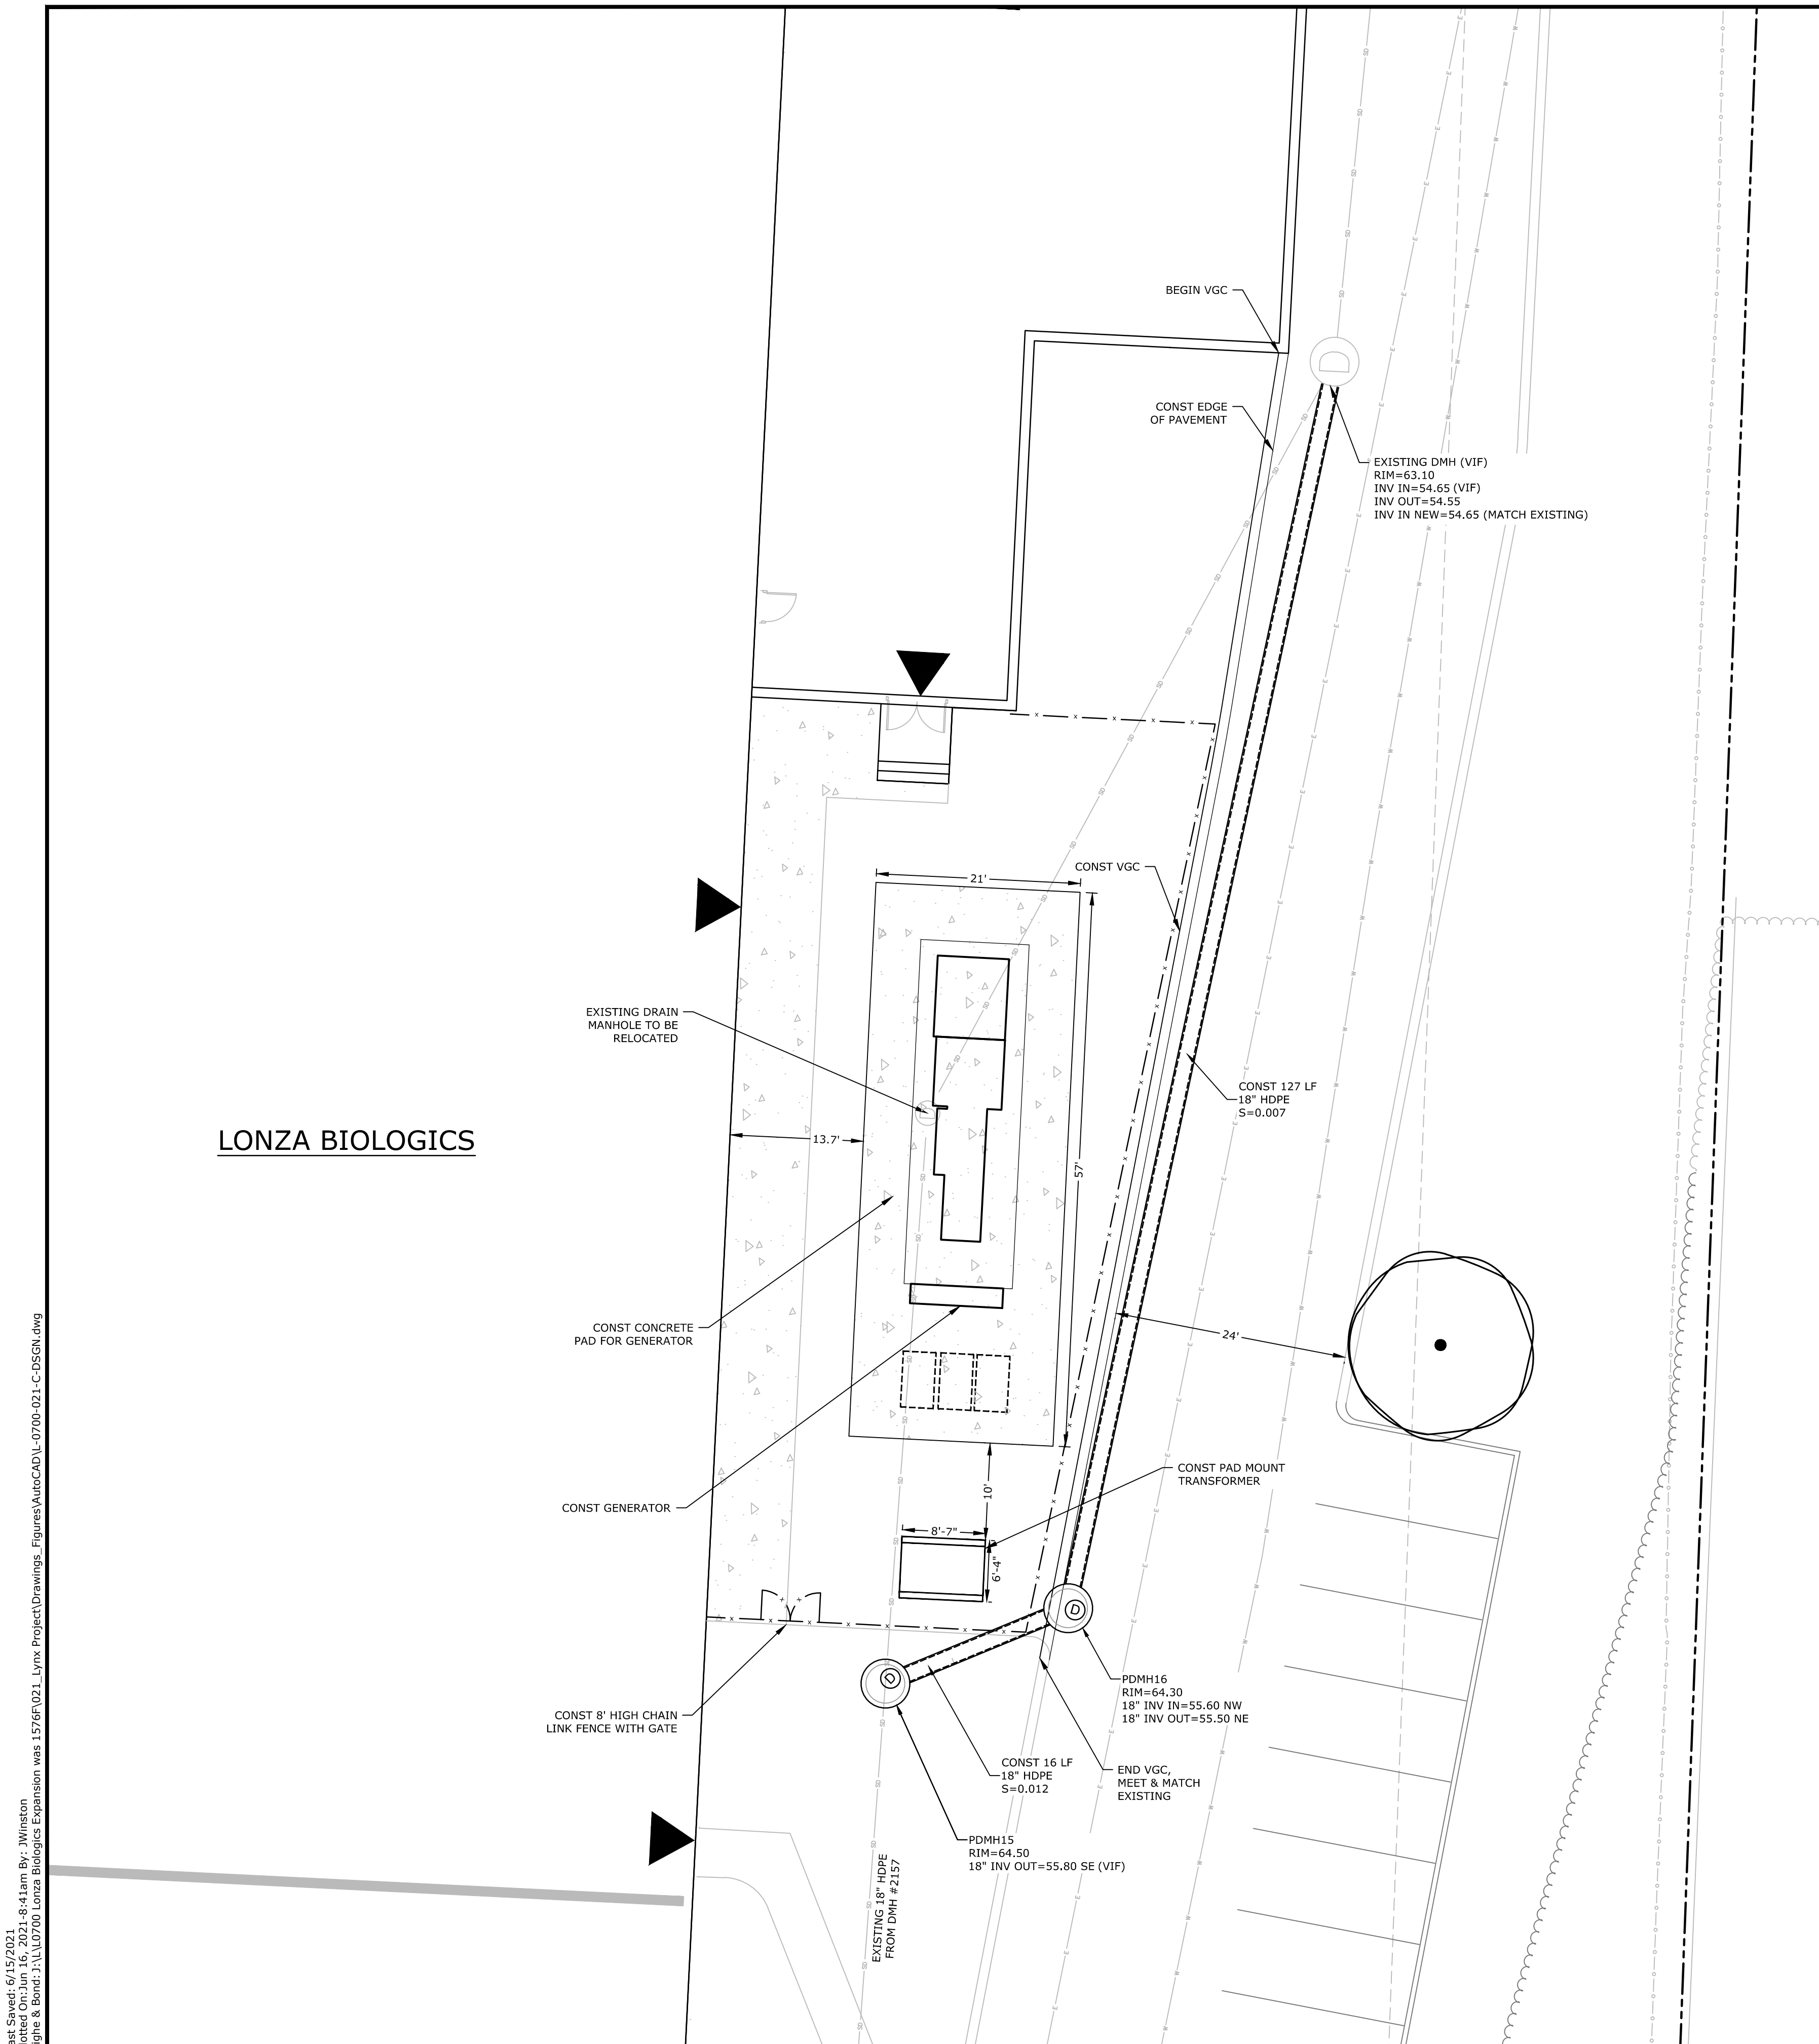 BEGIN VGC
CONST EDGE
OF PAVEMENT
EXISTING DMH (VIF)
RIM=63.10
INV IN=54.65 (VIF)
INV OUT=54.55
INV IN NEW=54.65 (MATCH EXISTING)
D
CONST VGC
21'
EXISTING DRAIN
MANHOLE TO BE
RELOCATED
CONST 127 LF
18" HDPE
S=0.007
LONZA BIOLOGICS
13.7'
57'
CONST CONCRETE
PAD FOR GENERATOR
24'
CONST GENERATOR
CONST PAD MOUNT
TRANSFORMER
10'
8'-7"
6'-4"
D
D
CONST 8' HIGH CHAIN
LINK FENCE WITH GATE
PDMH16
RIM=64.30
18" INV IN=55.60 NW
18" INV OUT=55.50 NE
CONST 16 LF
18" HDPE
S=0.012
END VGC,
MEET & MATCH
EXISTING
PDMH15
RIM=64.50
18" INV OUT=55.80 SE (VIF)
EXISTING 18" HDPE
FROM DMH #2157
ast Saved: 6/15/2021
lotted On:Jun 16, 2021-8:41am By: JWinston
ighe & Bond: J:\L\L0700 Lonza Biologics Expansion was 1576F\021_Lynx Project\Drawings_Figures\AutoCAD\L-0700-021-C-DSGN.dwg